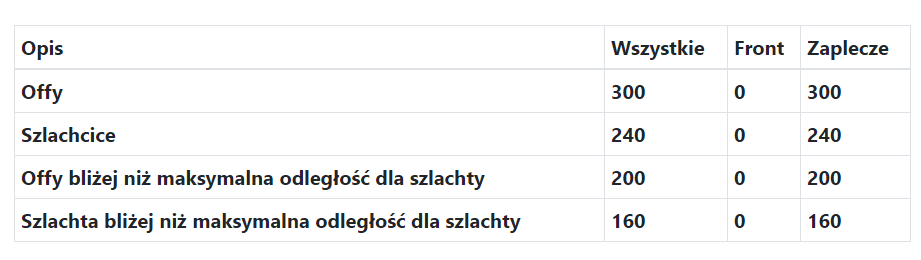 Opis Wszystkie Front Zaplecze
Offy 300 0 300
Szlachcice 240 0 240
Offy bliżej niż maksymalna odległość dla szlachty 200 0 200
Szlachta bliżej niż maksymalna odległość dla szlachty 160 0 160